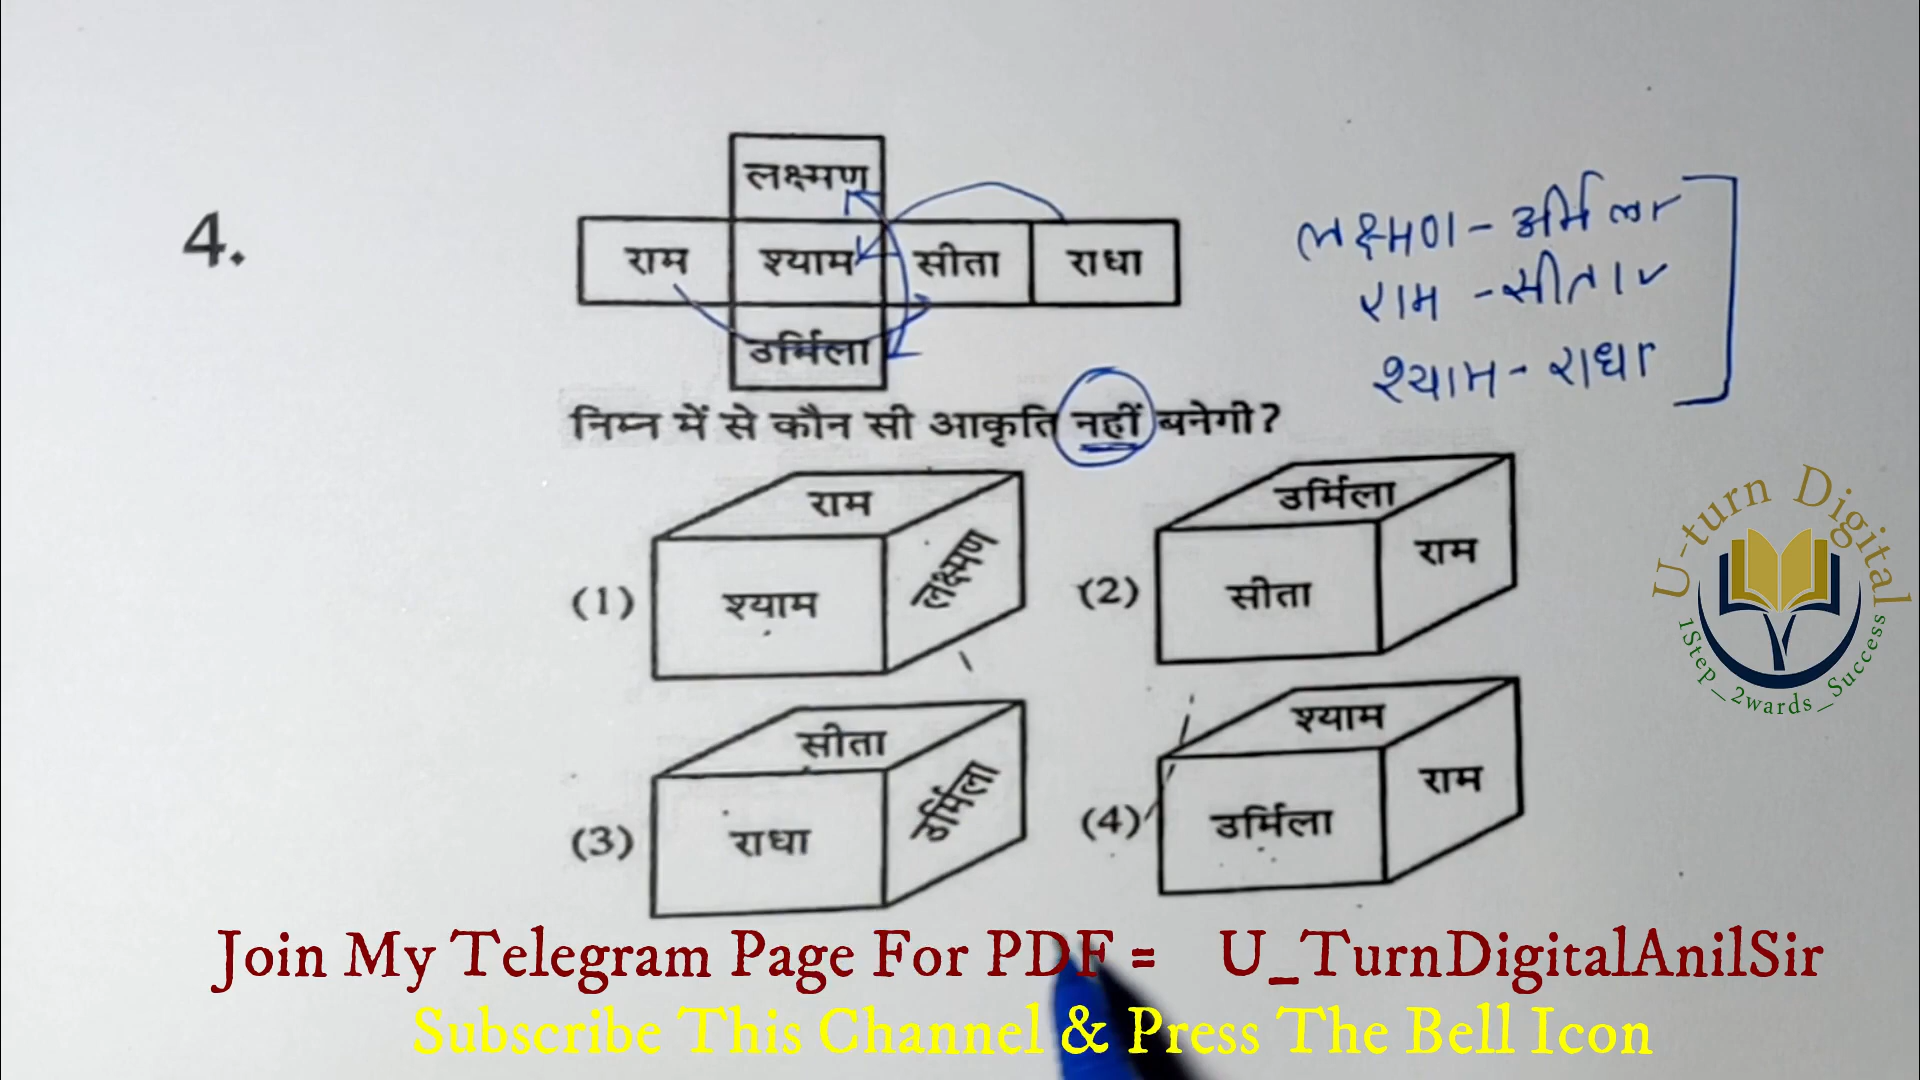 4.
लक्ष्मण
राम श्याम सीता राधा
उर्मिला
लक्ष्मण - उर्मिला
राम - सीता
श्याम - राधा
निम्न में से कौन सी आकृति नहीं बनेगी?
(1) राम श्याम लक्ष्मण
(2) उर्मिला सीता राम
(3) सीता राधा उर्मिला
(4) श्याम उर्मिला राम
U-turn Digital
1Step_2wards_Success
Join My Telegram Page For PDF = U_TurnDigitalAnilSir
Subscribe This Channel & Press The Bell Icon